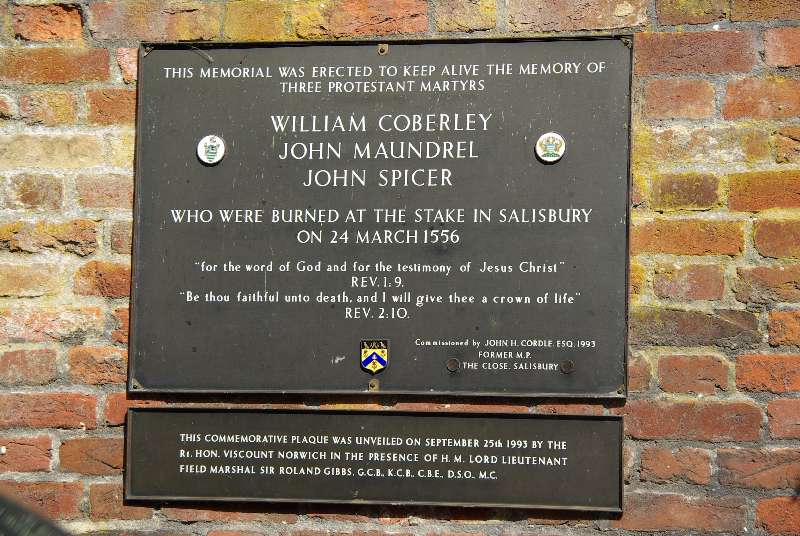 THIS MEMORIAL WAS ERECTED TO KEEP ALIVE THE MEMORY OF
THREE PROTESTANT MARTYRS
WILLIAM COBERLEY
JOHN MAUNDREL
JOHN SPICER
WHO WERE BURNED AT THE STAKE IN SALISBURY
ON 24 MARCH 1556
"for the word of God and for the testimony of Jesus Christ"
REV. 1:9.
"Be thou faithful unto death, and I will give thee a crown of life"
REV. 2:10.
Commissioned by JOHN H. CORDLE, ESQ. 1993
FORMER M.P.
THE CLOSE, SALISBURY
THIS COMMEMORATIVE PLAQUE WAS UNVEILED ON SEPTEMBER 25th 1993 BY THE
Rt. HON. VISCOUNT NORWICH IN THE PRESENCE OF H. M. LORD LIEUTENANT
FIELD MARSHAL SIR ROLAND GIBBS, G.C.B., K.C.B., C.B.E., D.S.O., M.C.